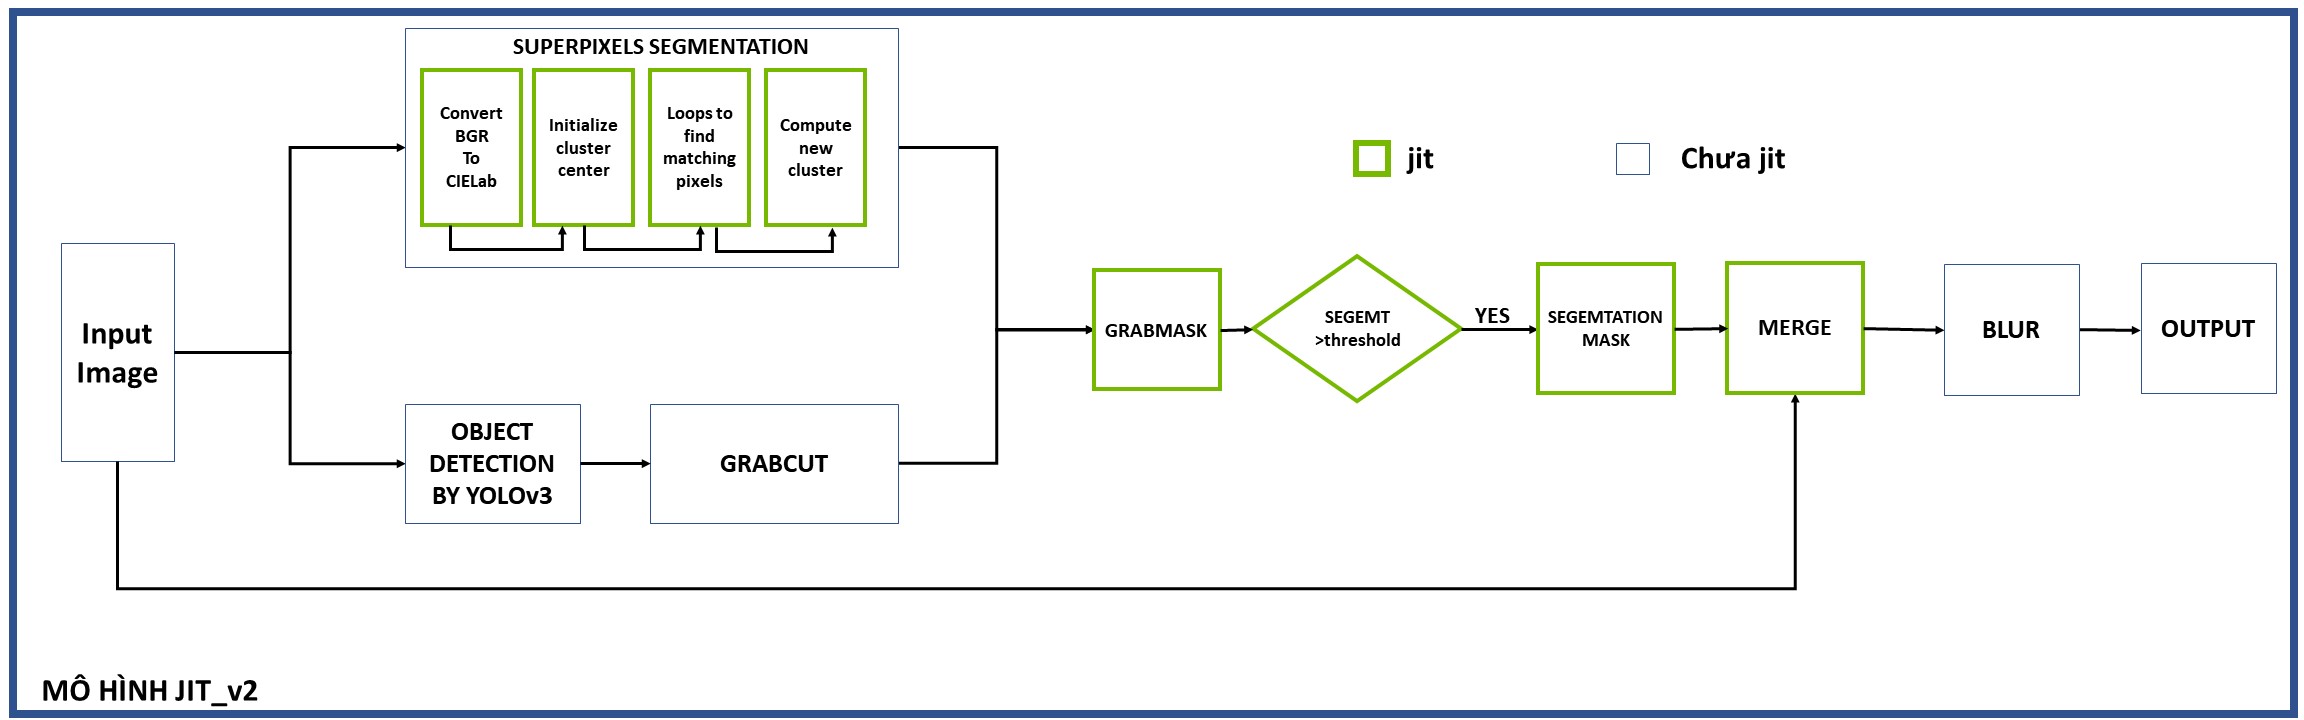 SUPERPIXELS SEGMENTATION
Convert
BGR
To
CIELab
Initialize
cluster
center
Loops to
find
matching
pixels
Compute
new
cluster
jit
Chưa jit
Input
Image
OBJECT
DETECTION
BY YOLOv3
GRABCUT
GRABMASK
SEGEMT
>threshold
YES
SEGEMTATION
MASK
MERGE
BLUR
OUTPUT
MÔ HÌNH JIT_v2